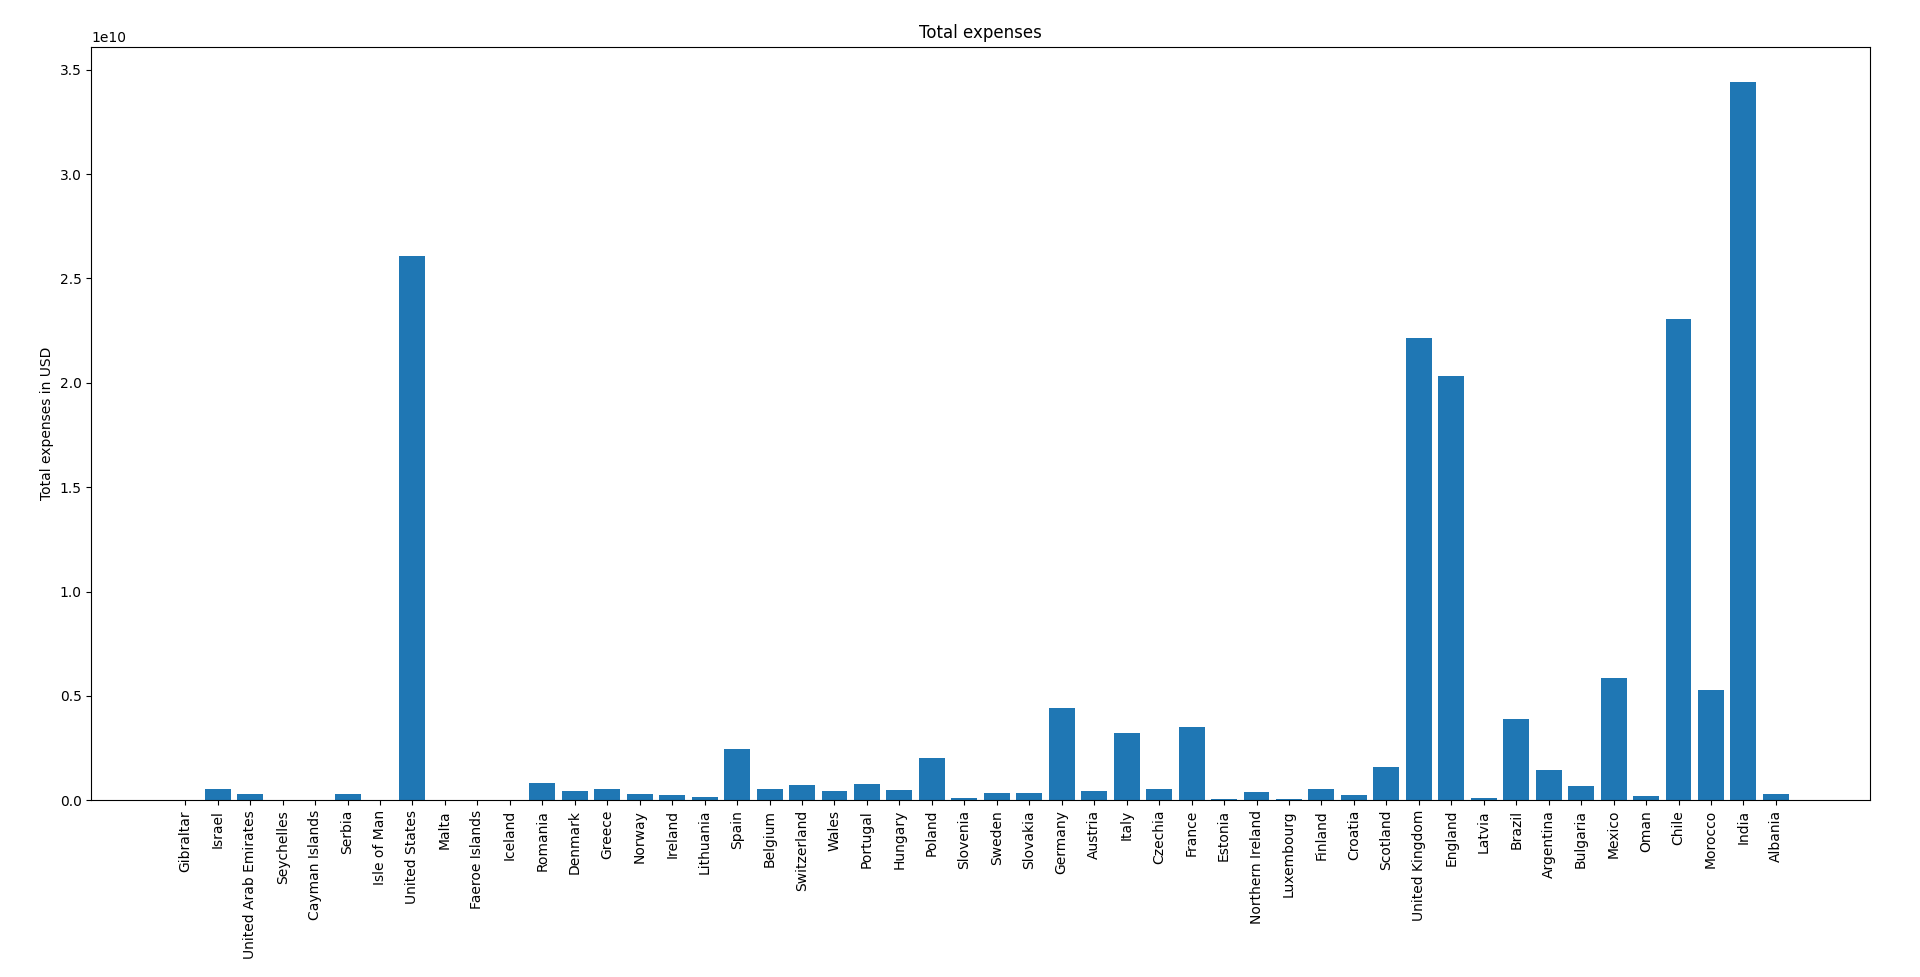 Total expenses
1e10
3.5
3.0
2.5
2.0
1.5
1.0
0.5
0.0
Total expenses in USD
Gibraltar
Israel
United Arab Emirates
Seychelles
Cayman Islands
Serbia
Isle of Man
United States
Malta
Faeroe Islands
Iceland
Romania
Denmark
Greece
Norway
Ireland
Lithuania
Spain
Belgium
Switzerland
Wales
Portugal
Hungary
Poland
Slovenia
Sweden
Slovakia
Germany
Austria
Italy
Czechia
France
Estonia
Northern Ireland
Luxembourg
Finland
Croatia
Scotland
United Kingdom
England
Latvia
Brazil
Argentina
Bulgaria
Mexico
Oman
Chile
Morocco
India
Albania